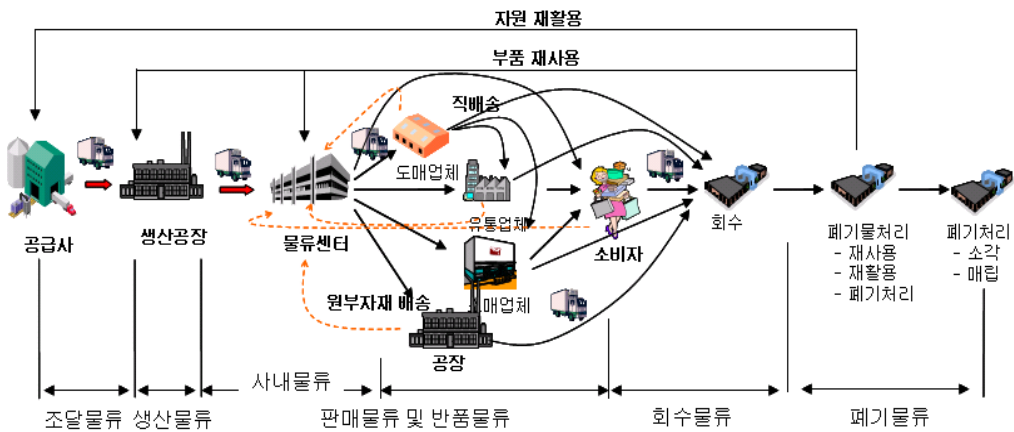 자원 재활용
부품 재사용
직배송
도매업체
유통업체
공급사
생산공장
물류센터
소비자
회수
폐기물처리
- 재사용
- 재활용
- 폐기처리
폐기처리
- 소각
- 매립
원부자재 배송
매업체
공장
사내물류
조달물류
생산물류
판매물류 및 반품물류
회수물류
폐기물류